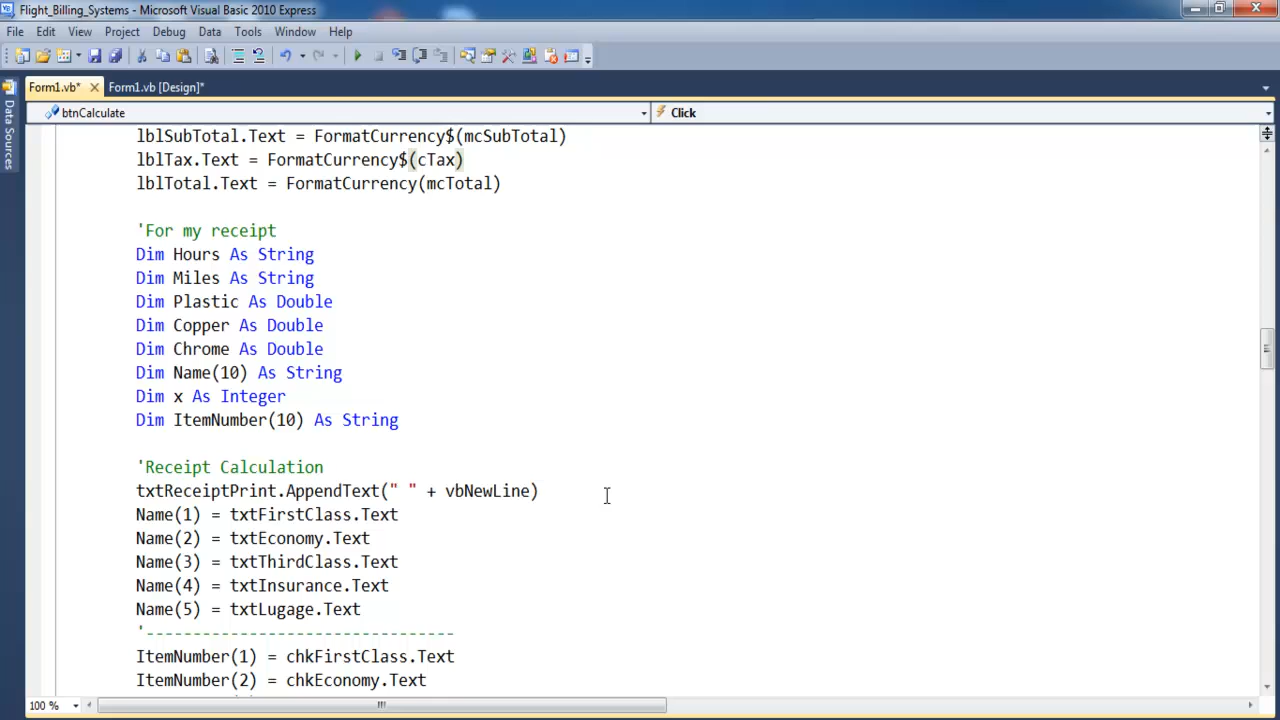 Flight_Billing_Systems - Microsoft Visual Basic 2010 Express
File Edit View Project Debug Data Tools Window Help
Form1.vb* Form1.vb [Design]*
Data Sources
btnCalculate Click
lblSubTotal.Text = FormatCurrency$(mcSubTotal)
lblTax.Text = FormatCurrency$(cTax)
lblTotal.Text = FormatCurrency(mcTotal)
'For my receipt
Dim Hours As String
Dim Miles As String
Dim Plastic As Double
Dim Copper As Double
Dim Chrome As Double
Dim Name(10) As String
Dim x As Integer
Dim ItemNumber(10) As String
'Receipt Calculation
txtReceiptPrint.AppendText(" " + vbNewLine)
Name(1) = txtFirstClass.Text
Name(2) = txtEconomy.Text
Name(3) = txtThirdClass.Text
Name(4) = txtInsurance.Text
Name(5) = txtLugage.Text
'---------------------------------
ItemNumber(1) = chkFirstClass.Text
ItemNumber(2) = chkEconomy.Text
100 %